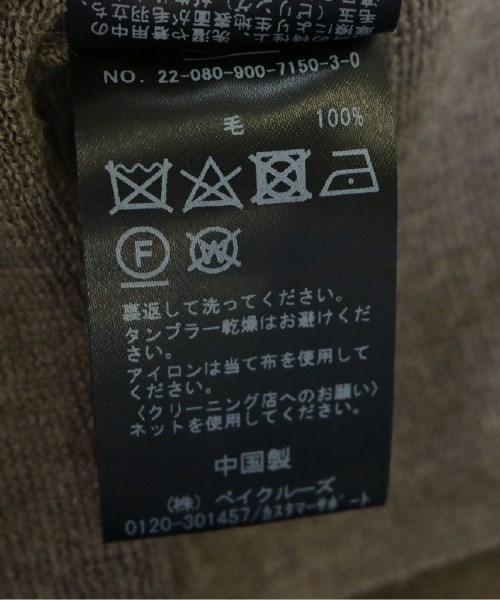 NO. 22-080-900-7150-3-0
毛 100%
F
W
裏返して洗ってください。
タンブラー乾燥はお避けくだ
さい。
アイロンは当て布を使用して
ください。
〈クリーニング店へのお願い〉
ネットを使用してください。
中国製
(株) ベイクルーズ
0120-301457/カスタマーサポート